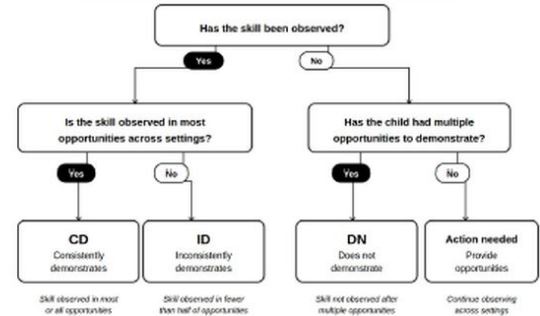 Has the skill been observed?
Yes
No
Is the skill observed in most
opportunities across settings?
Has the child had multiple
opportunities to demonstrate?
Yes
No
Yes
No
CD
Consistently
demonstrates
ID
Inconsistently
demonstrates
DN
Does not
demonstrate
Action needed
Provide
opportunities
Skill observed in most
or all opportunities
Skill observed in fewer
than half of opportunities
Skill not observed after
multiple opportunities
Continue observing
across settings